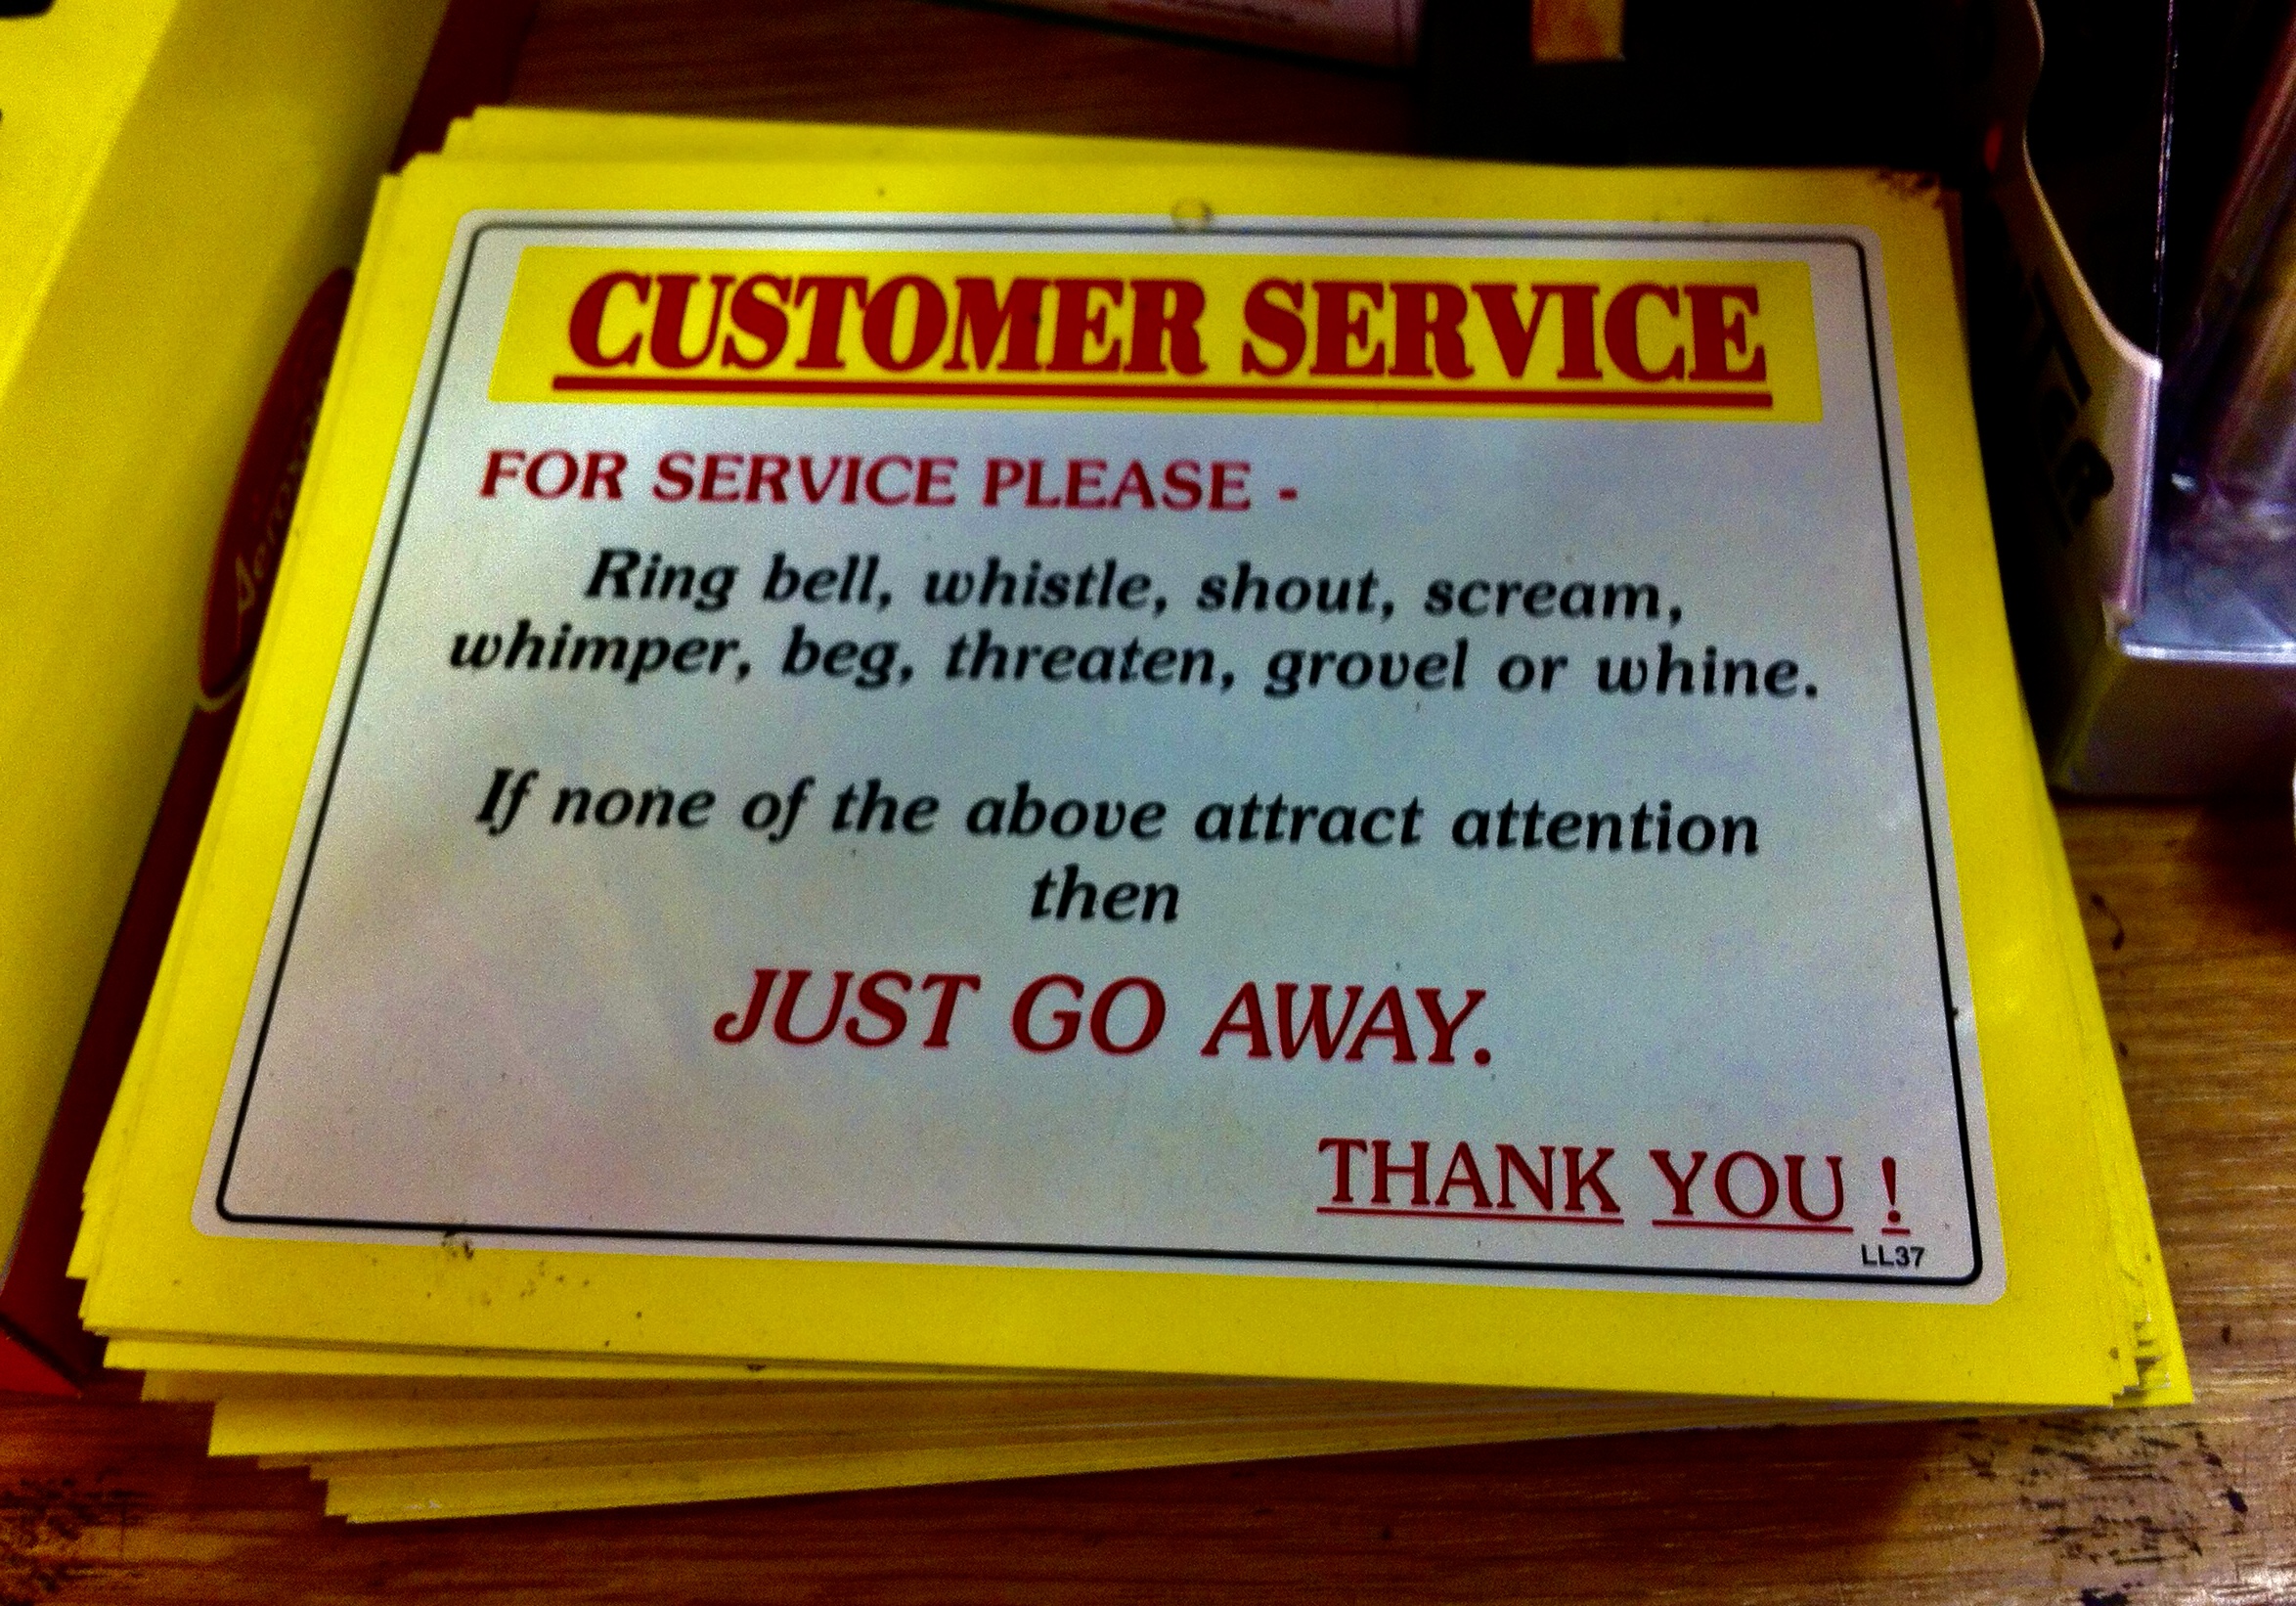 CUSTOMER SERVICE
FOR SERVICE PLEASE -
Ring bell, whistle, shout, scream,
whimper, beg, threaten, grovel or whine.
If none of the above attract attention
then
JUST GO AWAY.
THANK YOU !
LL37